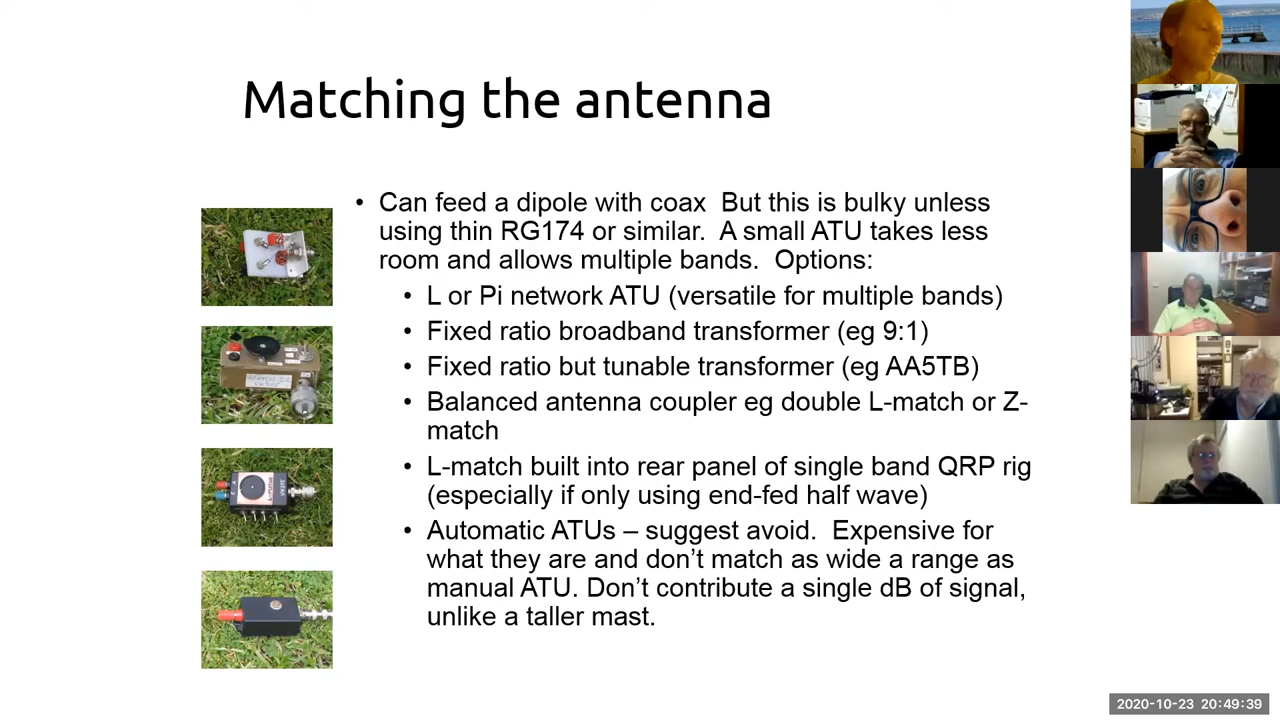 Matching the antenna
• Can feed a dipole with coax  But this is bulky unless
using thin RG174 or similar.  A small ATU takes less
room and allows multiple bands.  Options:
• L or Pi network ATU (versatile for multiple bands)
• Fixed ratio broadband transformer (eg 9:1)
• Fixed ratio but tunable transformer (eg AA5TB)
• Balanced antenna coupler eg double L-match or Z-
match
• L-match built into rear panel of single band QRP rig
(especially if only using end-fed half wave)
• Automatic ATUs – suggest avoid.  Expensive for
what they are and don’t match as wide a range as
manual ATU. Don’t contribute a single dB of signal,
unlike a taller mast.
2020-10-23  20:49:39